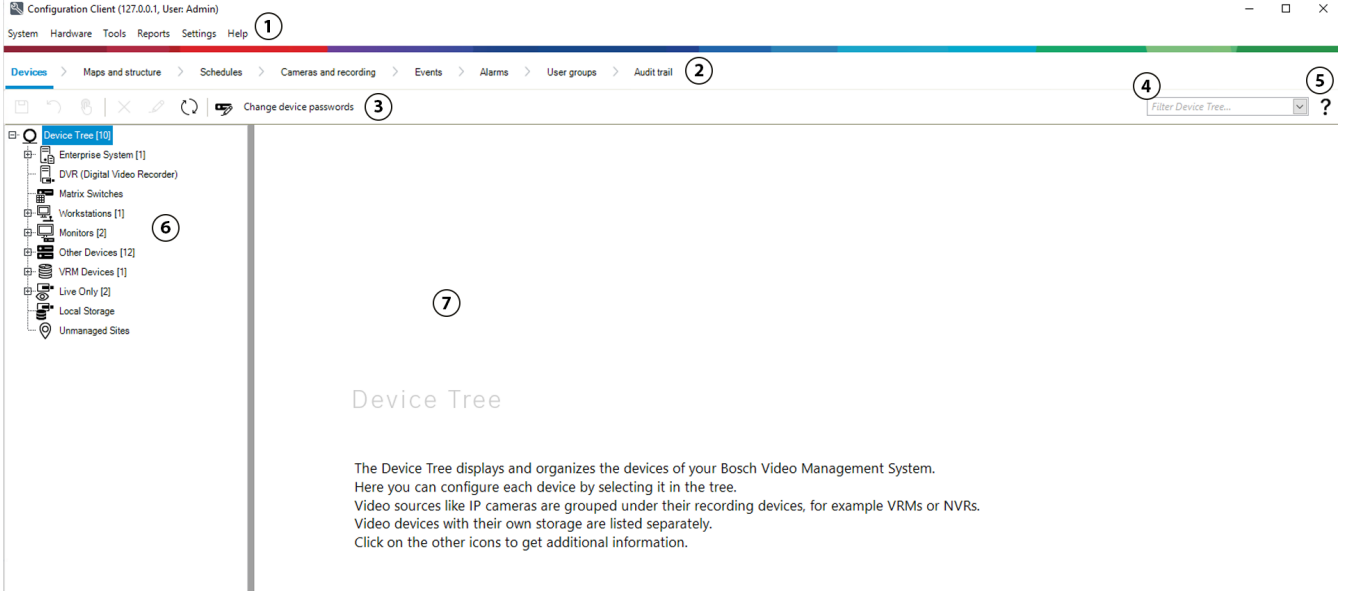 Configuration Client (127.0.0.1, User: Admin)
System Hardware Tools Reports Settings Help 1
Devices Maps and structure Schedules Cameras and recording Events Alarms User groups Audit trail 2
4 5
Change device passwords 3 Filter Device Tree... ?
Device Tree [10]
Enterprise System [1]
DVR (Digital Video Recorder)
Matrix Switches
Workstations [1]
6
Monitors [2]
Other Devices [12]
VRM Devices [1]
Live Only [2]
7
Local Storage
Unmanaged Sites
Device Tree
The Device Tree displays and organizes the devices of your Bosch Video Management System.
Here you can configure each device by selecting it in the tree.
Video sources like IP cameras are grouped under their recording devices, for example VRMs or NVRs.
Video devices with their own storage are listed separately.
Click on the other icons to get additional information.